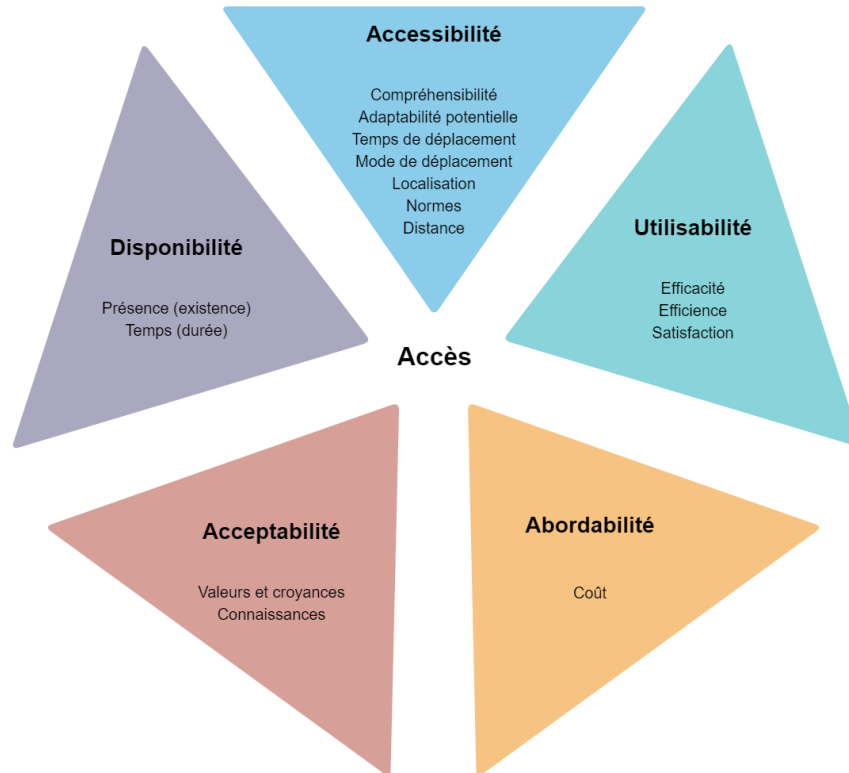 Accessibilité
Compréhensibilité
Adaptabilité potentielle
Temps de déplacement
Mode de déplacement
Localisation
Normes
Distance
Utilisabilité
Efficacité
Efficience
Satisfaction
Disponibilité
Présence (existence)
Temps (durée)
Accès
Acceptabilité
Valeurs et croyances
Connaissances
Abordabilité
Coût